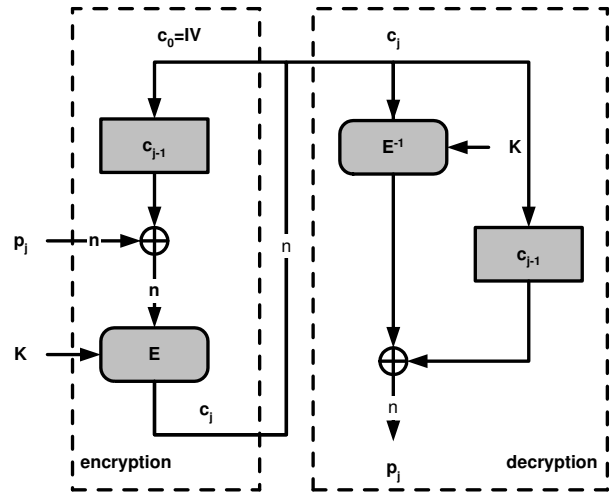 c0=IV
cj
cj-1
E-1
K
pj
n
n
n
cj-1
K
E
cj
n
encryption
decryption
pj